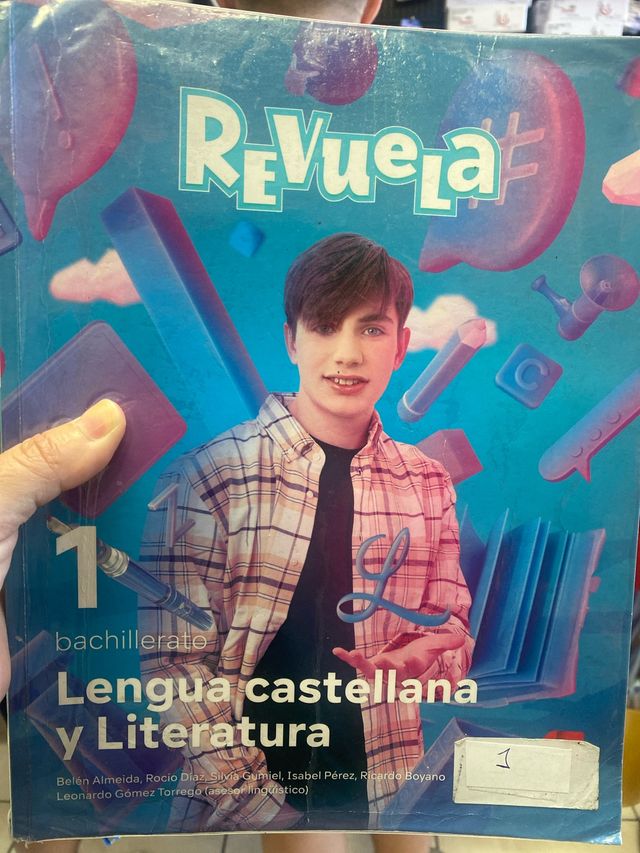 REVueLa
#
C
L
1
bachillerato
Lengua castellana
y Literatura
Belén Almeida, Rocío Díaz, Silvia Gumiel, Isabel Pérez, Ricardo Boyano
Leonardo Gómez Torrego (asesor lingüístico)
1